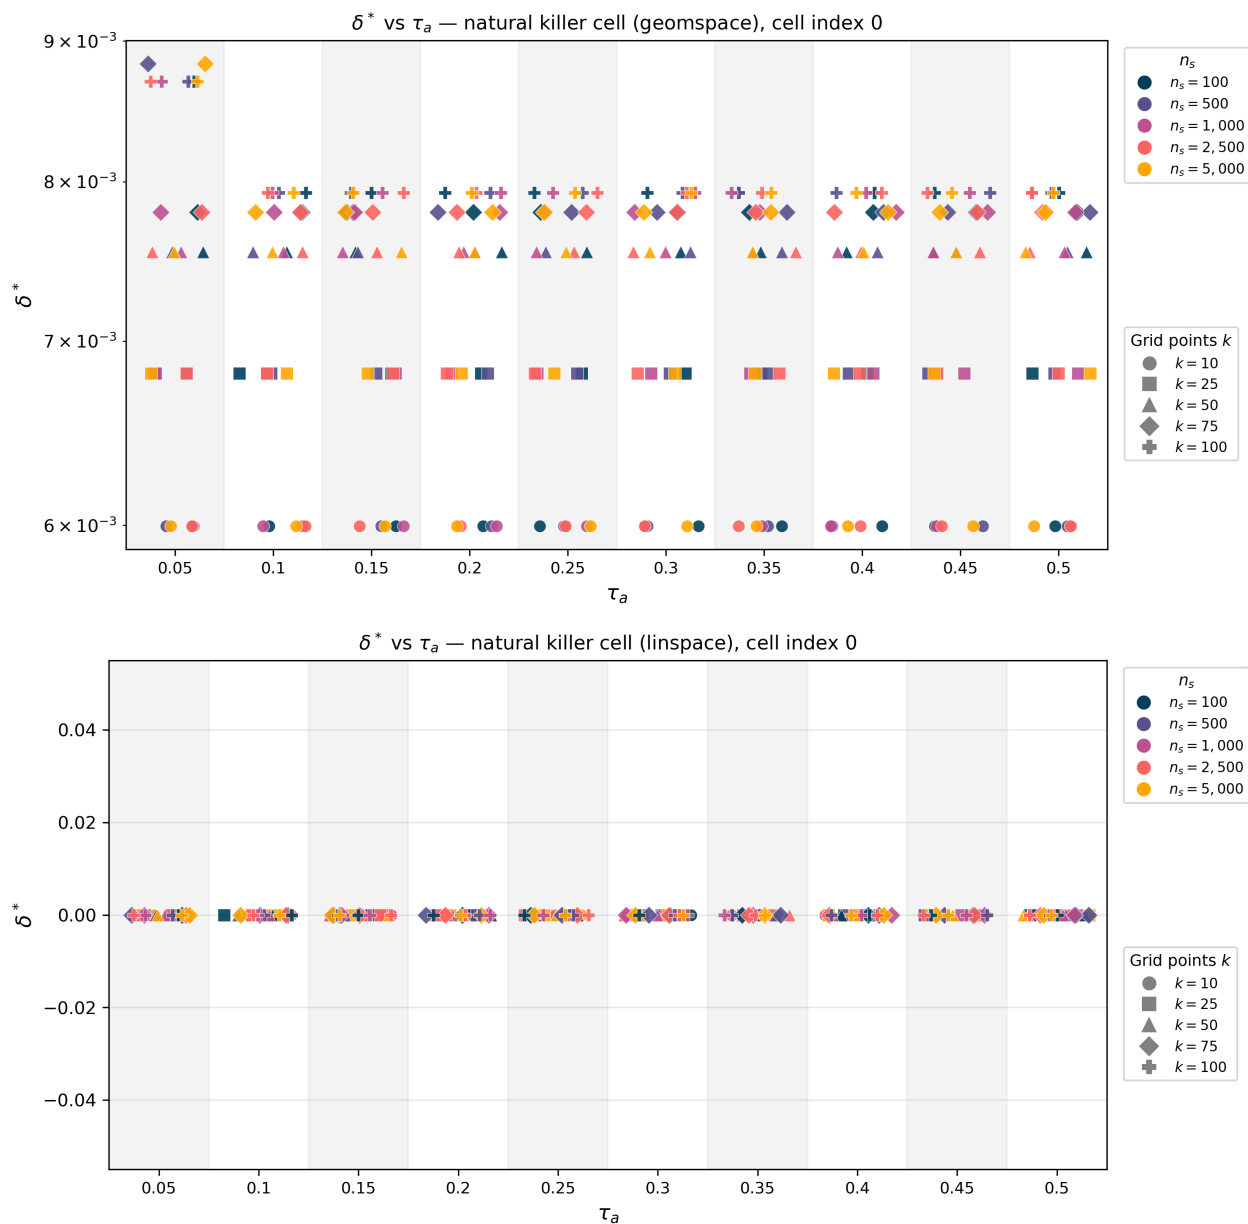 δ* vs τa — natural killer cell (geomspace), cell index 0
9 × 10−3
8 × 10−3
7 × 10−3
6 × 10−3
δ*
0.05 0.1 0.15 0.2 0.25 0.3 0.35 0.4 0.45 0.5
τa
ns
ns = 100
ns = 500
ns = 1,000
ns = 2,500
ns = 5,000
Grid points k
k = 10
k = 25
k = 50
k = 75
k = 100
δ* vs τa — natural killer cell (linspace), cell index 0
0.04
0.02
0.00
−0.02
−0.04
δ*
0.05 0.1 0.15 0.2 0.25 0.3 0.35 0.4 0.45 0.5
τa
ns
ns = 100
ns = 500
ns = 1,000
ns = 2,500
ns = 5,000
Grid points k
k = 10
k = 25
k = 50
k = 75
k = 100